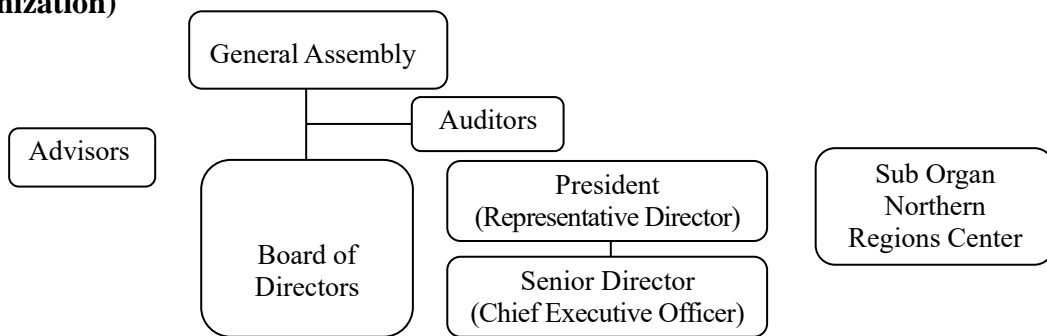 nization)
General Assembly
Auditors
Advisors
Board of
Directors
President
(Representative Director)
Senior Director
(Chief Executive Officer)
Sub Organ
Northern
Regions Center